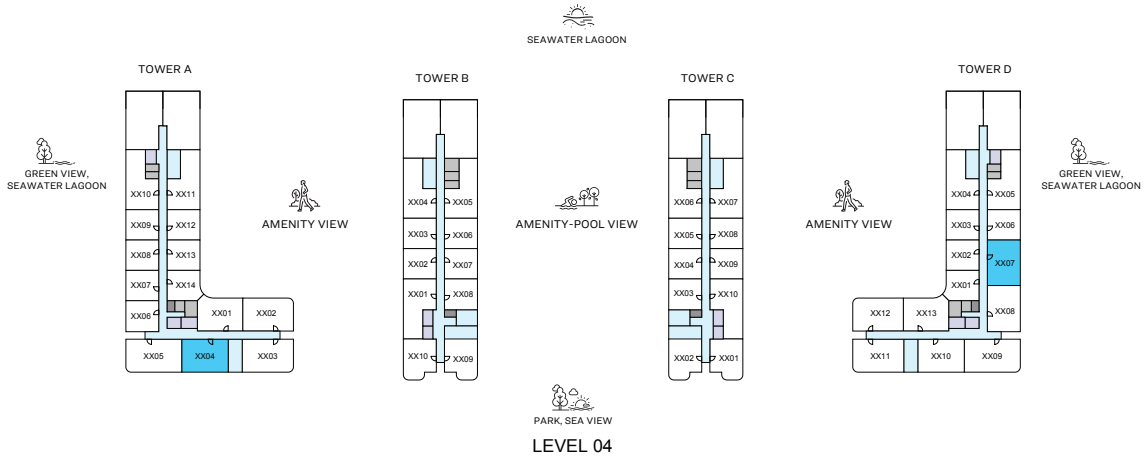 SEAWATER LAGOON
TOWER A
TOWER B
TOWER C
TOWER D
GREEN VIEW,
SEAWATER LAGOON
AMENITY VIEW
AMENITY-POOL VIEW
AMENITY VIEW
GREEN VIEW,
SEAWATER LAGOON
XX10 XX11
XX09 XX12
XX08 XX13
XX07 XX14
XX06 XX01 XX02
XX05 XX04 XX03
XX04 XX05
XX03 XX06
XX02 XX07
XX01 XX08
XX10 XX09
XX06 XX07
XX05 XX08
XX04 XX09
XX03 XX10
XX02 XX01
XX04 XX05
XX03 XX06
XX02 XX07
XX01
XX12 XX13 XX08
XX11 XX10 XX09
PARK, SEA VIEW
LEVEL 04